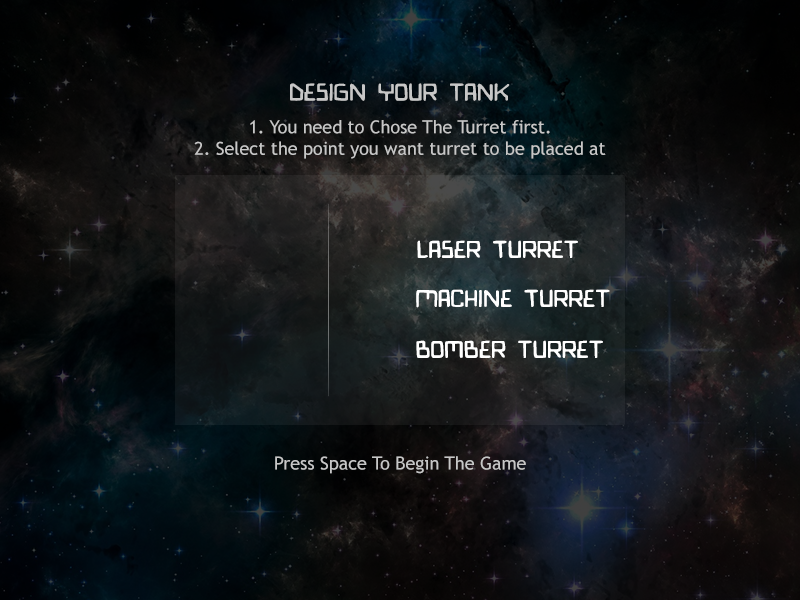 DESIGN YOUR TANK
1. You need to Chose The Turret first.
2. Select the point you want turret to be placed at
LASER TURRET
MACHINE TURRET
BOMBER TURRET
Press Space To Begin The Game